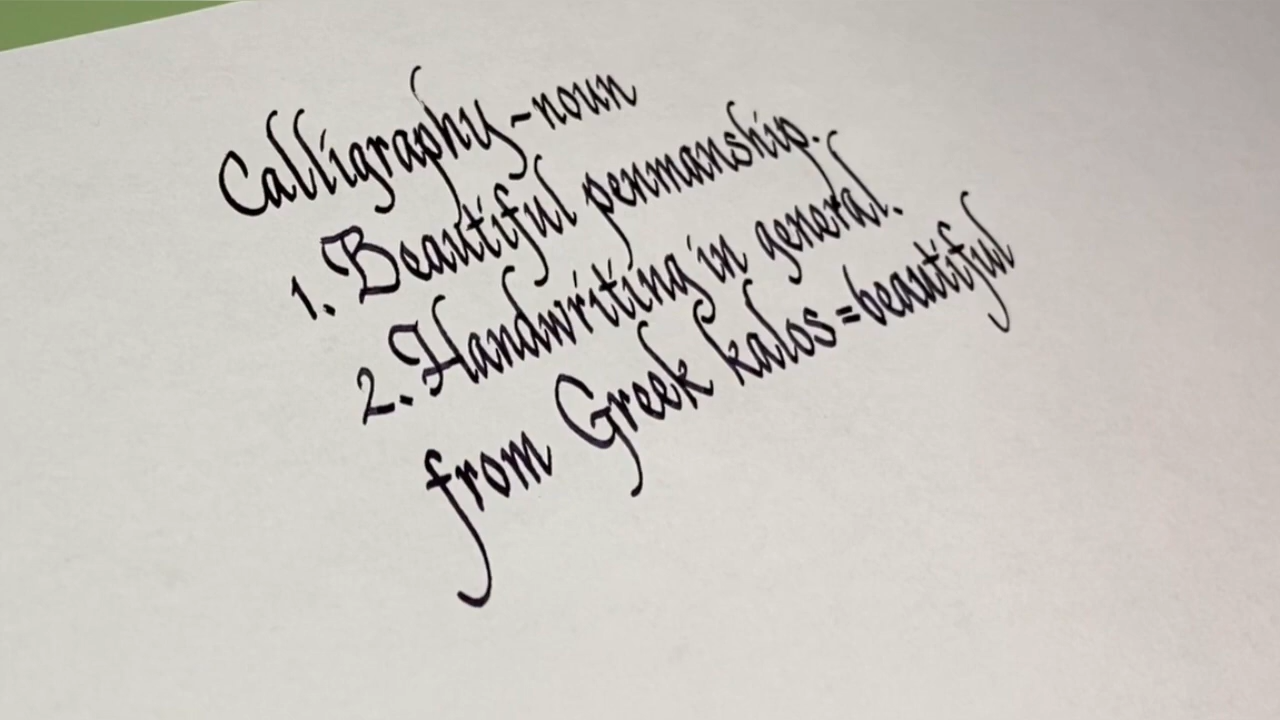 Calligraphy-noun
1. Beautiful penmanship.
2. Handwriting in general.
from Greek kalos=beautiful